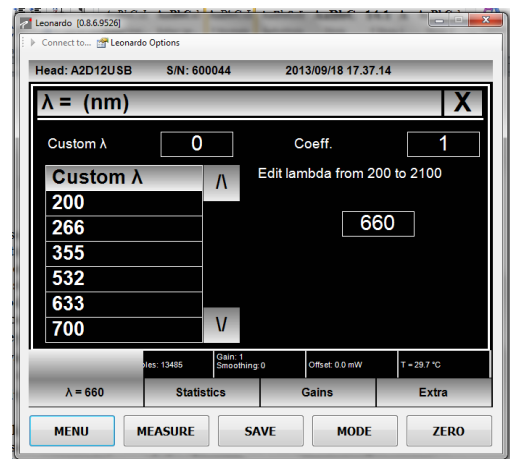 Leonardo [0.8.6.9526]
Connect to... Leonardo Options
Head: A2D12USB S/N: 600044 2013/09/18 17.37.14
λ = (nm) X
Custom λ 0 Coeff. 1
Custom λ /\ Edit lambda from 200 to 2100
200
266 660
355
532
633
700 \/
les: 13485 Gain: 1 Smoothing: 0 Offset: 0.0 mW T = 29.7 °C
λ = 660 Statistics Gains Extra
MENU MEASURE SAVE MODE ZERO